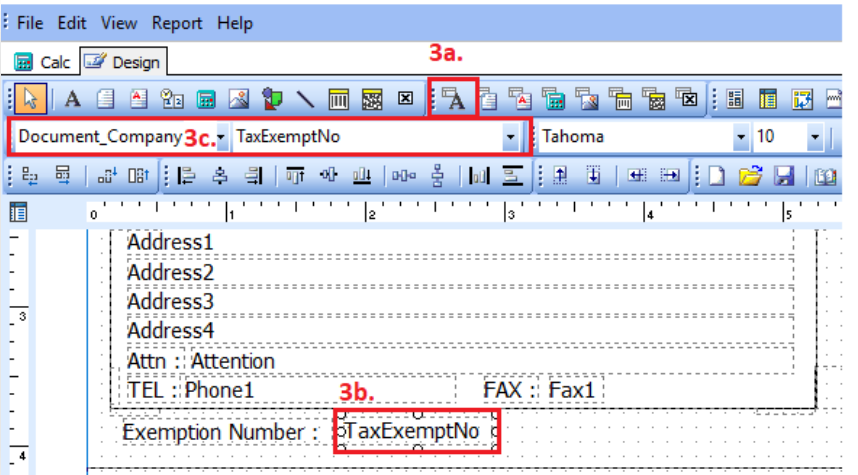 File Edit View Report Help
Calc Design
3a.
Document_Company 3c. TaxExemptNo Tahoma 10
0 1 2 3 4 5
Address1
Address2
Address3
3
Address4
Attn : Attention
TEL : Phone1 FAX : Fax1
3b.
Exemption Number : TaxExemptNo
4